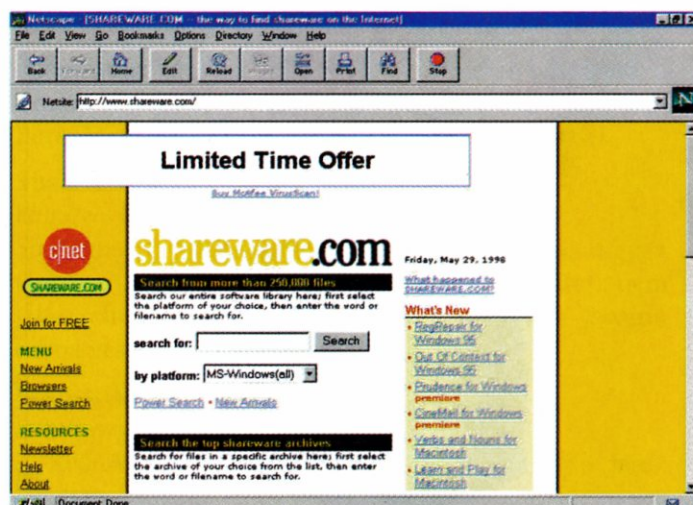 Netscape - [SHAREWARE.COM -- the way to find shareware on the Internet]
File Edit View Go Bookmarks Options Directory Window Help
Back Forward Home Edit Reload Images Open Print Find Stop
Netsite: http://www.shareware.com/
Limited Time Offer
Buy McAfee VirusScan!
c|net
SHAREWARE.COM
Join for FREE
MENU
New Arrivals
Browsers
Power Search
RESOURCES
Newsletter
Help
About
shareware.com
Search from more than 250,000 files
Search our entire software library here; first select
the platform of your choice, then enter the word or
filename to search for.
search for: Search
by platform: MS-Windows(all)
Power Search • New Arrivals
Search the top shareware archives
Search for files in a specific archive here; first select
the archive of your choice from the list, then enter
the word or filename to search for.
Friday, May 29, 1998
What happened to
SHAREWARE.COM?
What's New
• RegRepair for
Windows 95
• Out Of Context for
Windows 95
• Prudence for Windows
premiere
• CineMail for Windows
premiere
• Verbs and Nouns for
Macintosh
• Learn and Play for
Macintosh
Document Done